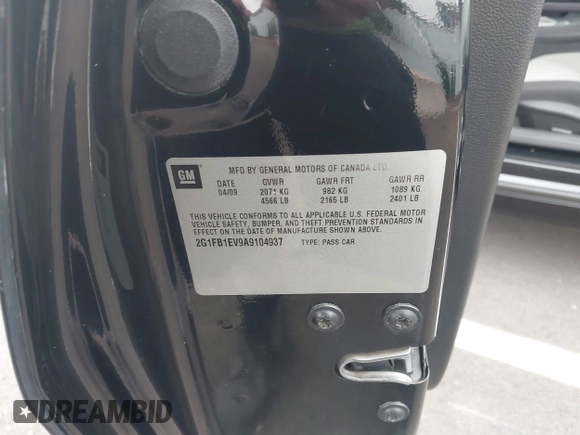 GM
MFD BY GENERAL MOTORS OF CANADA LTD.
DATE GVWR GAWR FRT GAWR RR
04/09 2071 KG 982 KG 1089 KG
4566 LB 2165 LB 2401 LB
THIS VEHICLE CONFORMS TO ALL APPLICABLE U.S. FEDERAL MOTOR
VEHICLE SAFETY, BUMPER, AND THEFT PREVENTION STANDARDS IN
EFFECT ON THE DATE OF MANUFACTURE SHOWN ABOVE.
2G1FB1EV9A9104937 TYPE: PASS CAR
DREAMBID